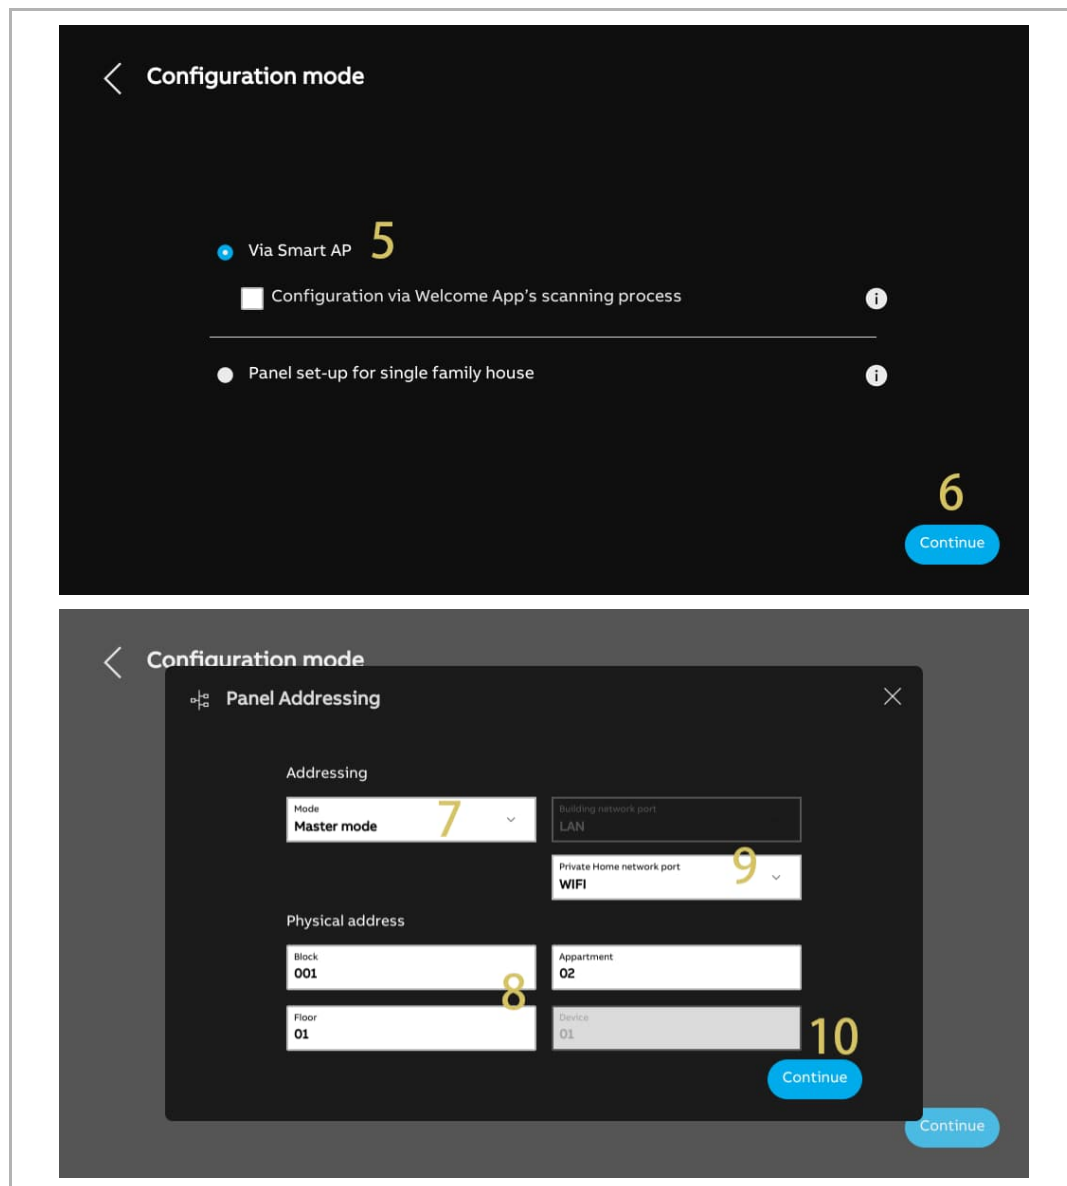 Configuration mode
Via Smart AP 5
Configuration via Welcome App's scanning process i
Panel set-up for single family house i
6
Continue
Configuration mode
Panel Addressing
Addressing
Mode
Master mode 7
Building network port
LAN
Private Home network port
WIFI 9
Physical address
Block
001
Appartment
02
8
Floor
01
Device
01
10
Continue
Continue